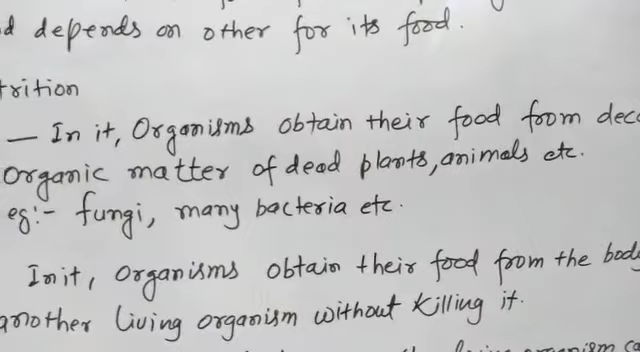 depends on other for its food.
trition
— In it, Organisms obtain their food from deco
Organic matter of dead plants, animals etc.
eg:- fungi, many bacteria etc.
In it, organisms obtain their food from the body
another living organism without killing it.